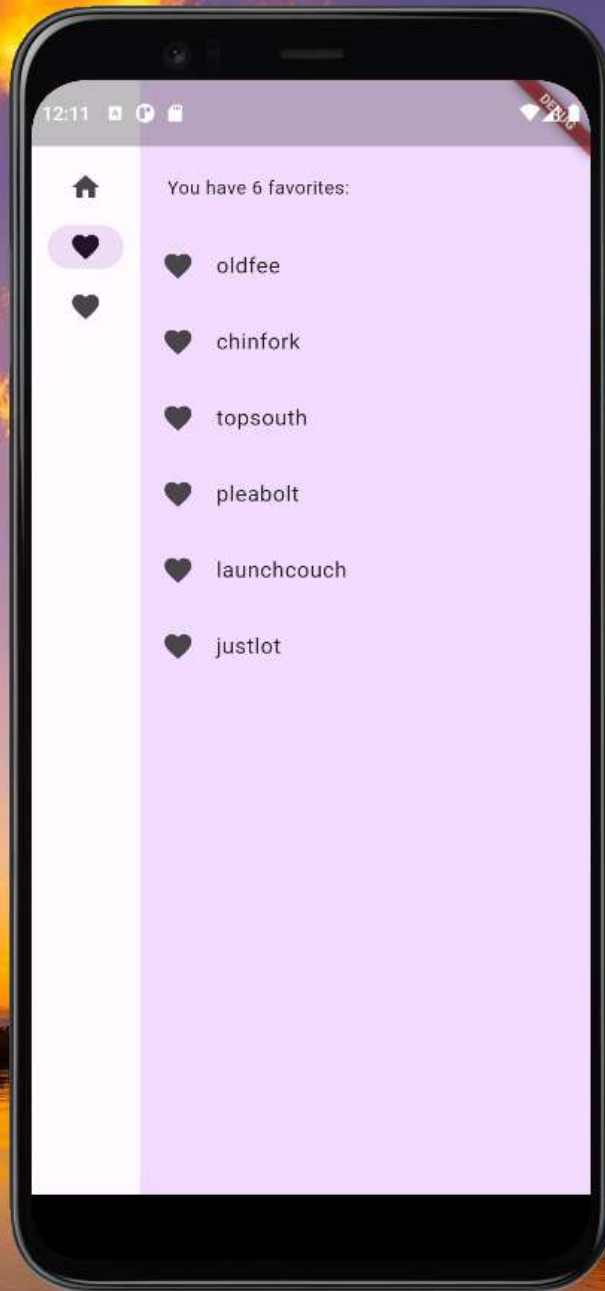 12:11
DEBUG
You have 6 favorites:
oldfee
chinfork
topsouth
pleabolt
launchcouch
justlot